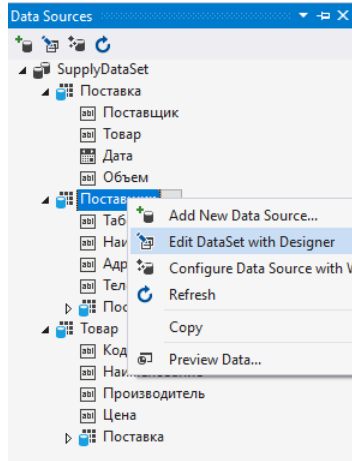 Data Sources
SupplyDataSet
Поставка
Поставщик
Товар
Дата
Объем
Add New Data Source...
Edit DataSet with Designer
Configure Data Source with
Refresh
Товар
Copy
Preview Data...
Производитель
Цена
Поставка